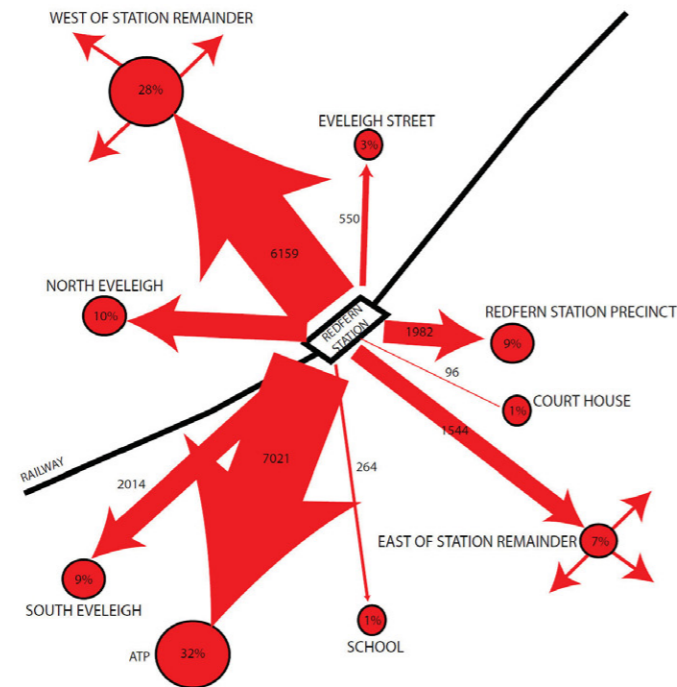 WEST OF STATION REMAINDER
28%
EVELEIGH STREET
3%
550
6159
NORTH EVELEIGH
10%
REDFERN
STATION
1982
REDFERN STATION PRECINCT
9%
96
1%
COURT HOUSE
1544
RAILWAY
2014
7021
264
EAST OF STATION REMAINDER
7%
9%
SOUTH EVELEIGH
1%
SCHOOL
ATP
32%